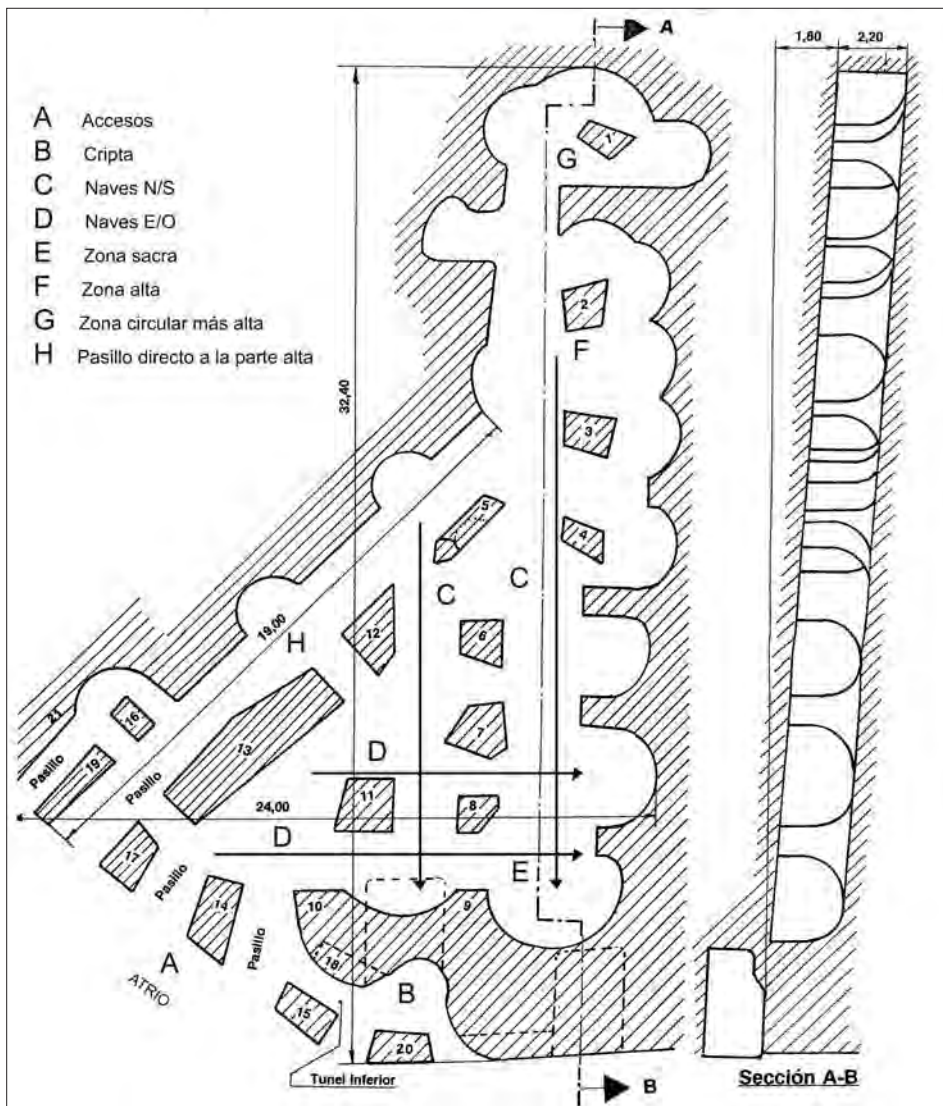 A
1,80
2,20
A Accesos
B Cripta
C Naves N/S
D Naves E/O
E Zona sacra
F Zona alta
G Zona circular más alta
H Pasillo directo a la parte alta
1
G
2
F
32,40
3
5
4
C
C
19,00
H
12
6
21
16
7
13
Pasillo
19
Pasillo
D
24,00
11
8
D
17
Pasillo
E
14
10
9
Pasillo
A
ATRIO
18
B
15
20
Tunel Inferior
B
Sección A-B